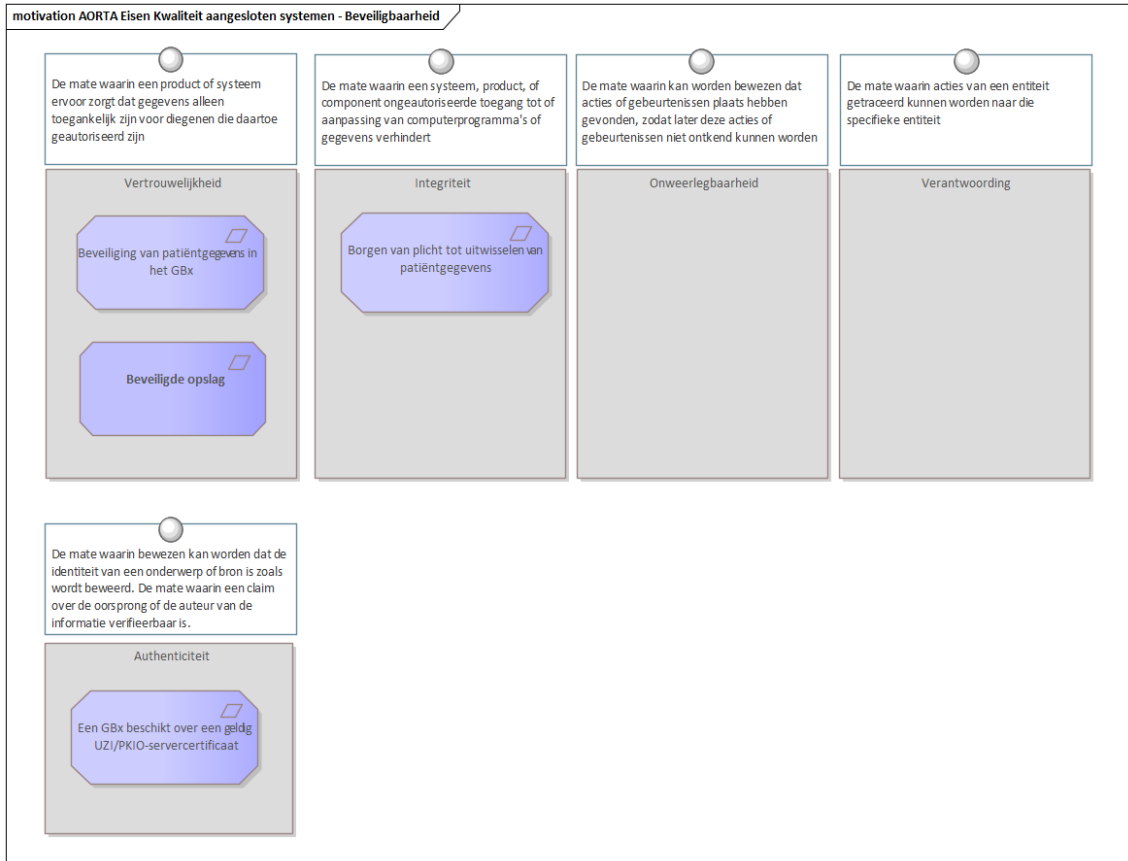 motivation AORTA Eisen Kwaliteit aangesloten systemen - Beveiligbaarheid
De mate waarin een product of systeem
ervoor zorgt dat gegevens alleen
toegankelijk zijn voor diegenen die daartoe
geautoriseerd zijn
Vertrouwelijkheid
Beveiliging van patiëntgegevens in
het GBx
Beveiligde opslag
De mate waarin een systeem, product, of
component ongeautoriseerde toegang tot of
aanpassing van computerprogramma's of
gegevens verhindert
Integriteit
Borgen van plicht tot uitwisselen van
patiëntgegevens
De mate waarin kan worden bewezen dat
acties of gebeurtenissen plaats hebben
gevonden, zodat later deze acties of
gebeurtenissen niet ontkend kunnen worden
Onweerlegbaarheid
De mate waarin acties van een entiteit
getraceerd kunnen worden naar die
specifieke entiteit
Verantwoording
De mate waarin bewezen kan worden dat de
identiteit van een onderwerp of bron is zoals
wordt beweerd. De mate waarin een claim
over de oorsprong of de auteur van de
informatie verifieerbaar is.
Authenticiteit
Een GBx beschikt over een geldig
UZI/PKIO-servercertificaat